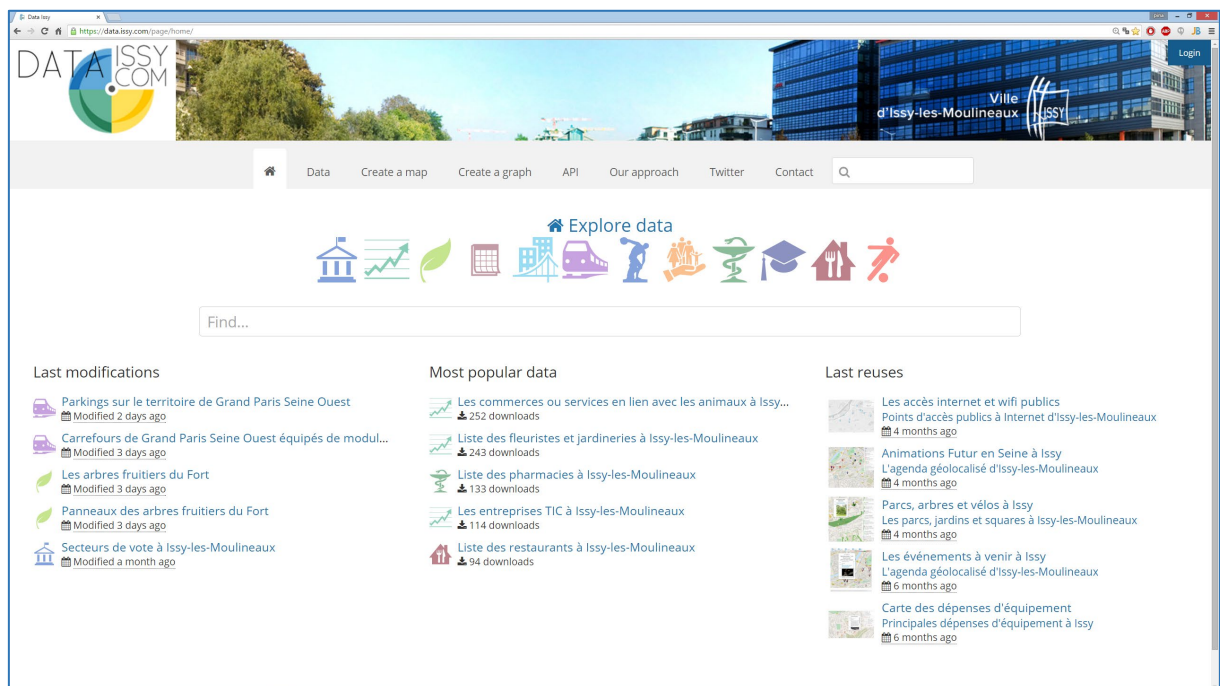 Data Issy
https://data.issy.com/page/home/
DATA ISSY
COM
Login
Ville
d'Issy-les-Moulineaux
ISSY
Data Create a map Create a graph API Our approach Twitter Contact
Explore data
Find...
Last modifications
Parkings sur le territoire de Grand Paris Seine Ouest
Modified 2 days ago
Carrefours de Grand Paris Seine Ouest équipés de modul...
Modified 3 days ago
Les arbres fruitiers du Fort
Modified 3 days ago
Panneaux des arbres fruitiers du Fort
Modified 3 days ago
Secteurs de vote à Issy-les-Moulineaux
Modified a month ago
Most popular data
Les commerces ou services en lien avec les animaux à Issy...
252 downloads
Liste des fleuristes et jardineries à Issy-les-Moulineaux
243 downloads
Liste des pharmacies à Issy-les-Moulineaux
133 downloads
Les entreprises TIC à Issy-les-Moulineaux
114 downloads
Liste des restaurants à Issy-les-Moulineaux
94 downloads
Last reuses
Les accès internet et wifi publics
Points d'accès publics à Internet d'Issy-les-Moulineaux
4 months ago
Animations Futur en Seine à Issy
L'agenda géolocalisé d'Issy-les-Moulineaux
4 months ago
Parcs, arbres et vélos à Issy
Les parcs, jardins et squares à Issy-les-Moulineaux
4 months ago
Les événements à venir à Issy
L'agenda géolocalisé d'Issy-les-Moulineaux
6 months ago
Carte des dépenses d'équipement
Principales dépenses d'équipement à Issy
6 months ago